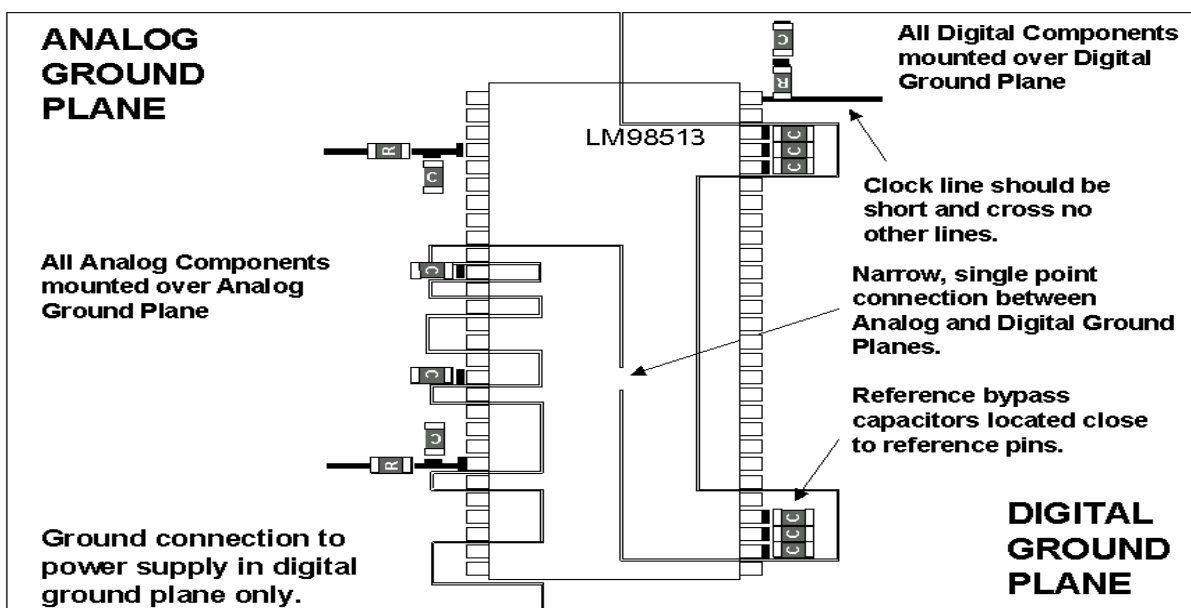 ANALOG
GROUND
PLANE
All Digital Components
mounted over Digital
Ground Plane
C
R
LM98513
C
C
C
R
C
Clock line should be
short and cross no
other lines.
All Analog Components
mounted over Analog
Ground Plane
C
Narrow, single point
connection between
Analog and Digital Ground
Planes.
C
Reference bypass
capacitors located close
to reference pins.
C
R
C
C
C
DIGITAL
GROUND
PLANE
Ground connection to
power supply in digital
ground plane only.